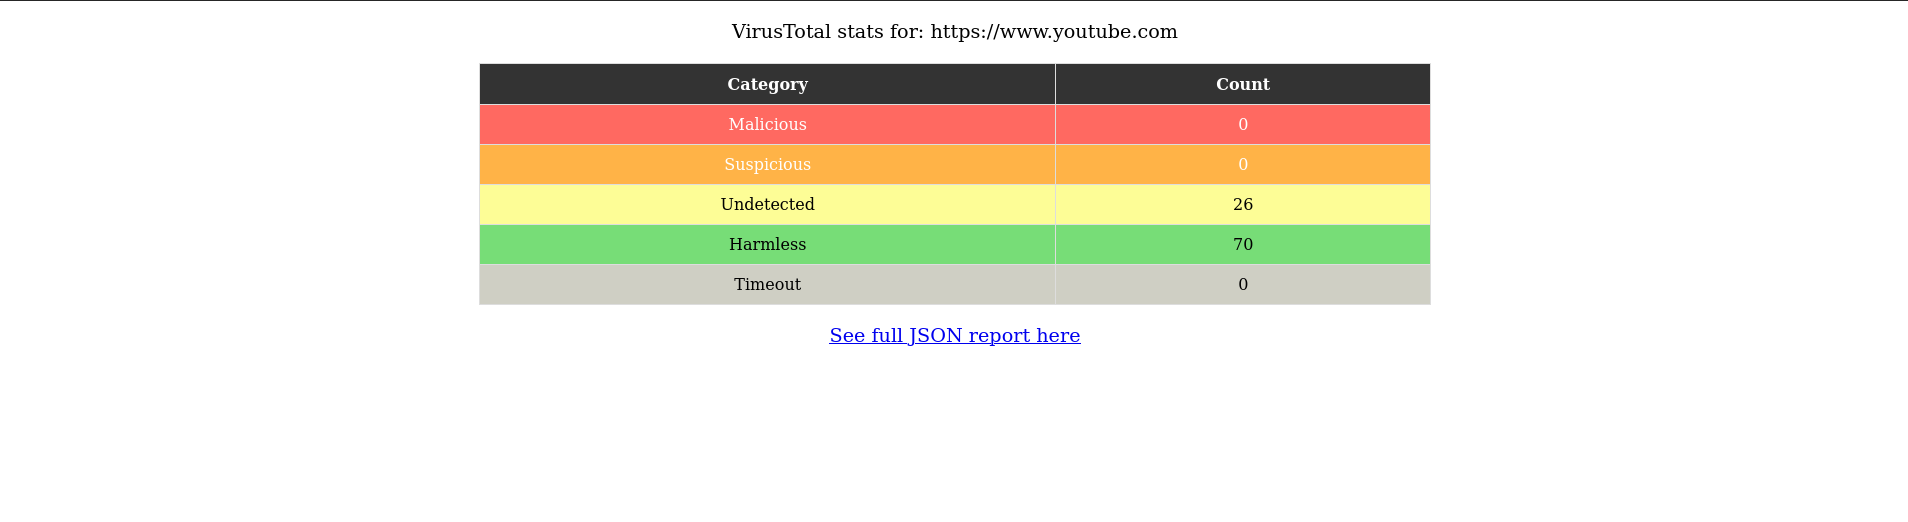 VirusTotal stats for: https://www.youtube.com
Category Count
Malicious 0
Suspicious 0
Undetected 26
Harmless 70
Timeout 0
See full JSON report here